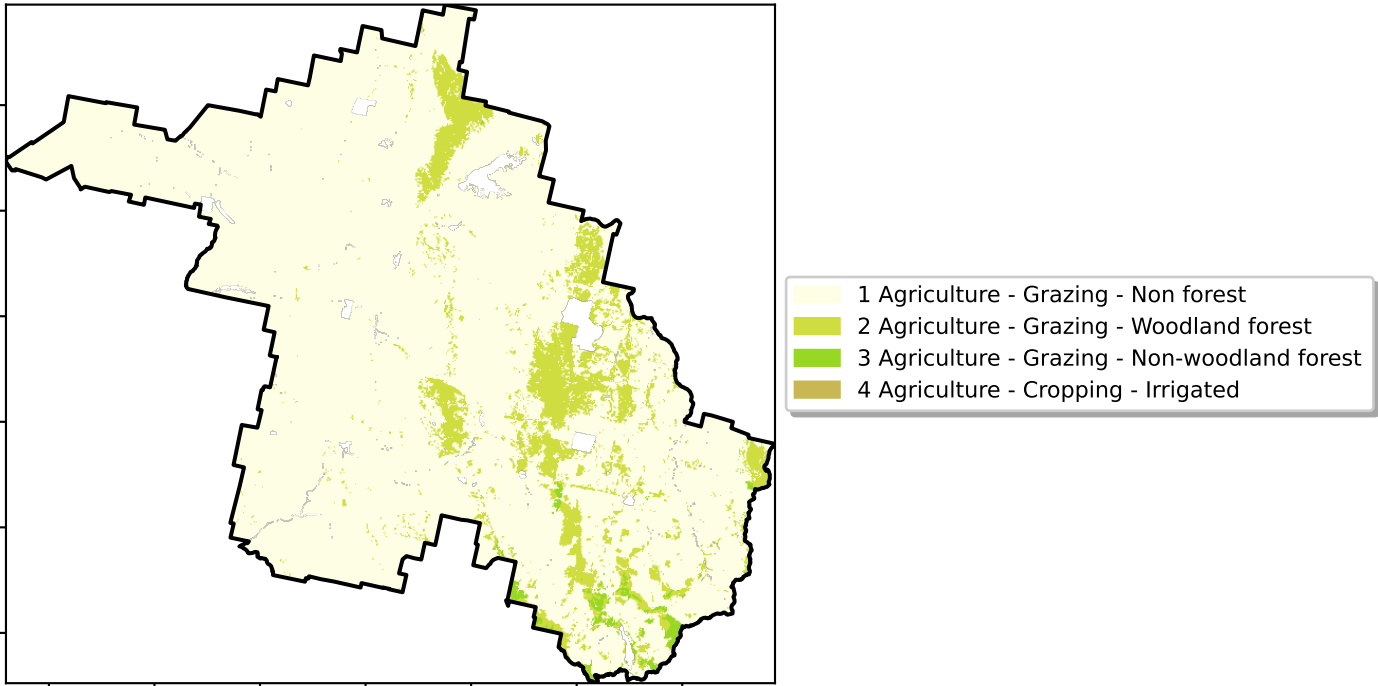 1 Agriculture - Grazing - Non forest
2 Agriculture - Grazing - Woodland forest
3 Agriculture - Grazing - Non-woodland forest
4 Agriculture - Cropping - Irrigated